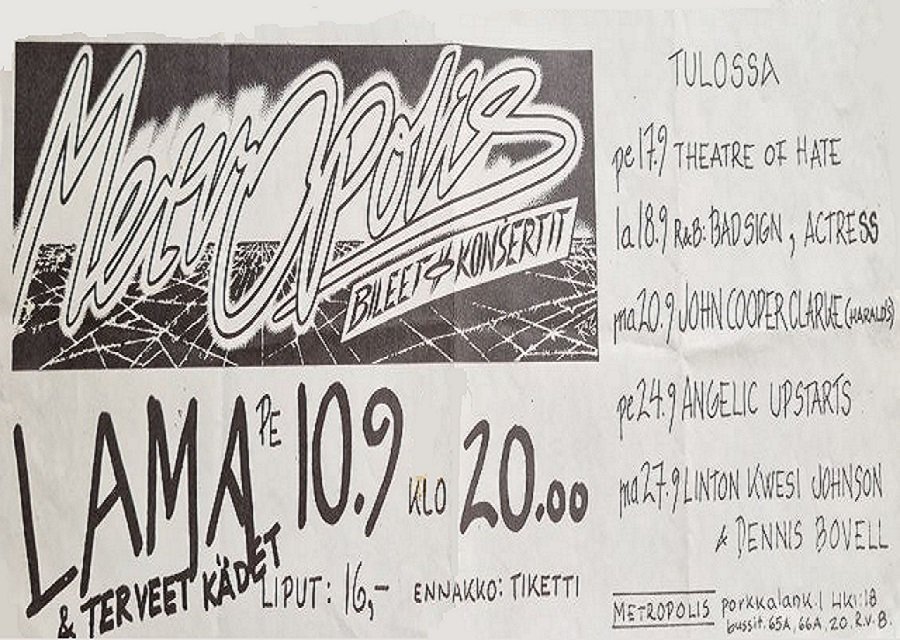 Metropolis
BILEET & KONSERTIT
LAMA PE 10.9 KLO 20.00
& TERVEET KÄDET
LIPUT: 16,- ENNAKKO: TIKETTI
TULOSSA
pe 17.9 THEATRE OF HATE
la 18.9 R&B: BAD SIGN, ACTRESS
ma 20.9 JOHN COOPER CLARKE (HARALDS)
pe 24.9 ANGELIC UPSTARTS
ma 27.9 LINTON KWESI JOHNSON
& DENNIS BOVELL
METROPOLIS porkkalank. 1 HKI:18
bussit. 65A, 66A, 20. R.v. 8.